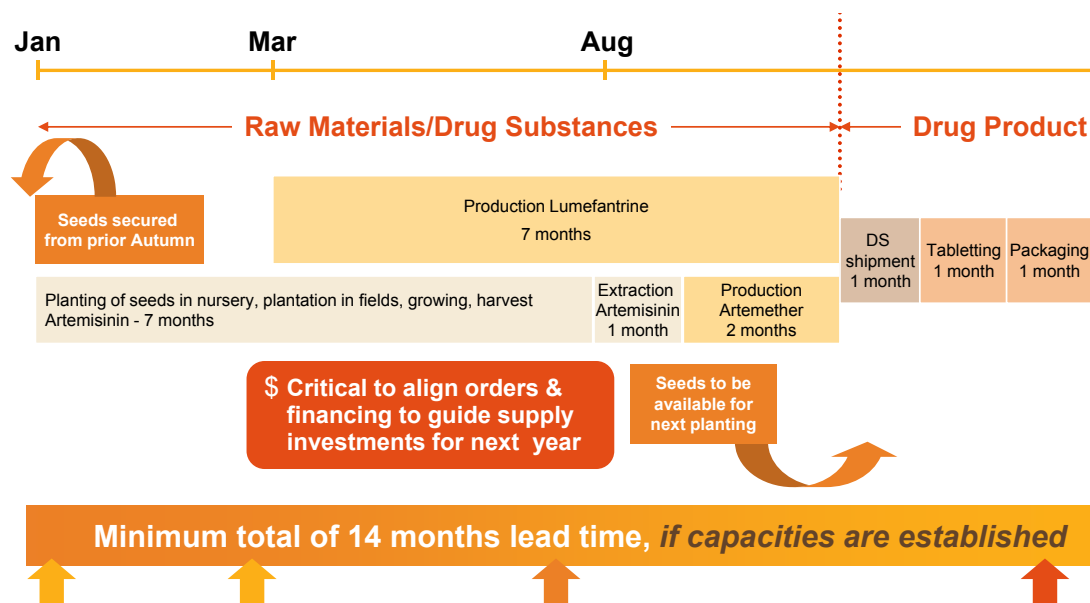 Jan Mar Aug
Raw Materials/Drug Substances
Drug Product
Seeds secured
from prior Autumn
Production Lumefantrine
7 months
DS
shipment
1 month
Tabletting
1 month
Packaging
1 month
Planting of seeds in nursery, plantation in fields, growing, harvest
Artemisinin - 7 months
Extraction
Artemisinin
1 month
Production
Artemether
2 months
$ Critical to align orders &
financing to guide supply
investments for next year
Seeds to be
available for
next planting
Minimum total of 14 months lead time, if capacities are established